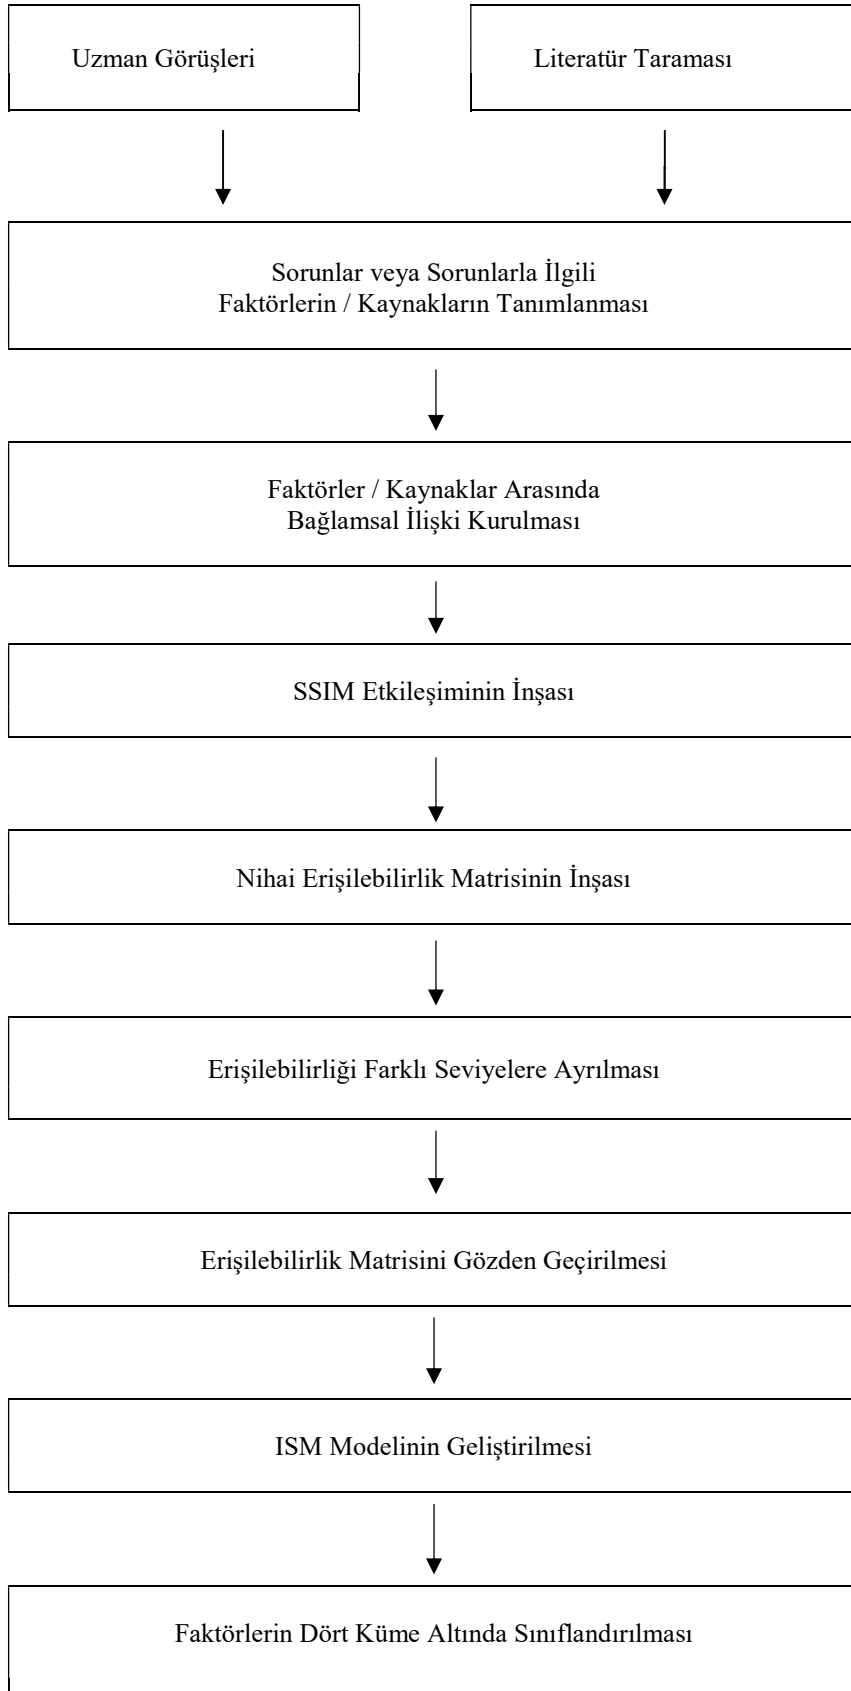 Uzman Görüşleri
Literatür Taraması
Sorunlar veya Sorunlarla İlgili
Faktörlerin / Kaynakların Tanımlanması
Faktörler / Kaynaklar Arasında
Bağlamsal İlişki Kurulması
SSIM Etkileşiminin İnşası
Nihai Erişilebilirlik Matrisinin İnşası
Erişilebilirliği Farklı Seviyelere Ayrılması
Erişilebilirlik Matrisini Gözden Geçirilmesi
ISM Modelinin Geliştirilmesi
Faktörlerin Dört Küme Altında Sınıflandırılması